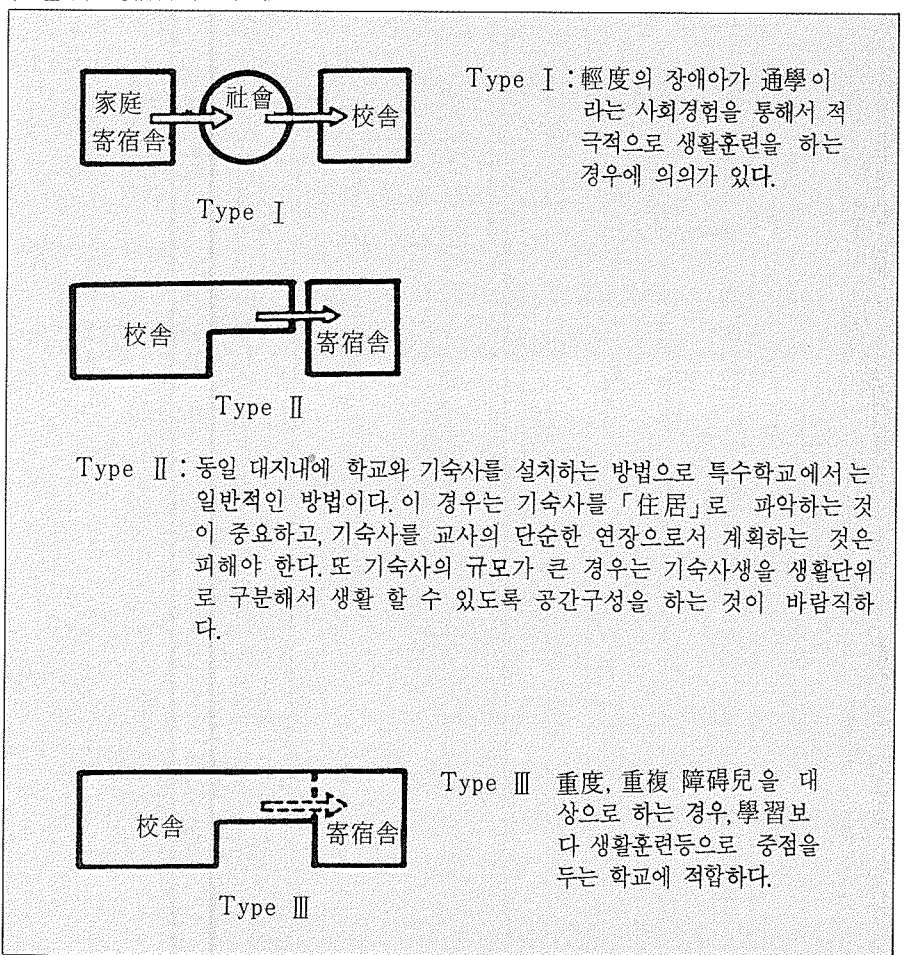 家庭
寄宿舎
社會
校舎
Type Ⅰ
Type Ⅰ : 輕度의 장애아가 通學이
라는 사회경험을 통해서 적
극적으로 생활훈련을 하는
경우에 의의가 있다.
校舎
寄宿舎
Type Ⅱ
Type Ⅱ : 동일 대지내에 학교와 기숙사를 설치하는 방법으로 특수학교에서는
일반적인 방법이다. 이 경우는 기숙사를 「住居」로 파악하는 것
이 중요하고, 기숙사를 교사의 단순한 연장으로서 계획하는 것은
피해야 한다. 또 기숙사의 규모가 큰 경우는 기숙사생을 생활단위
로 구분해서 생활 할 수 있도록 공간구성을 하는 것이 바람직하
다.
校舎
寄宿舎
Type Ⅲ
Type Ⅲ 重度, 重複 障碍兒을 대
상으로 하는 경우, 學習보
다 생활훈련등으로 중점을
두는 학교에 적합하다.